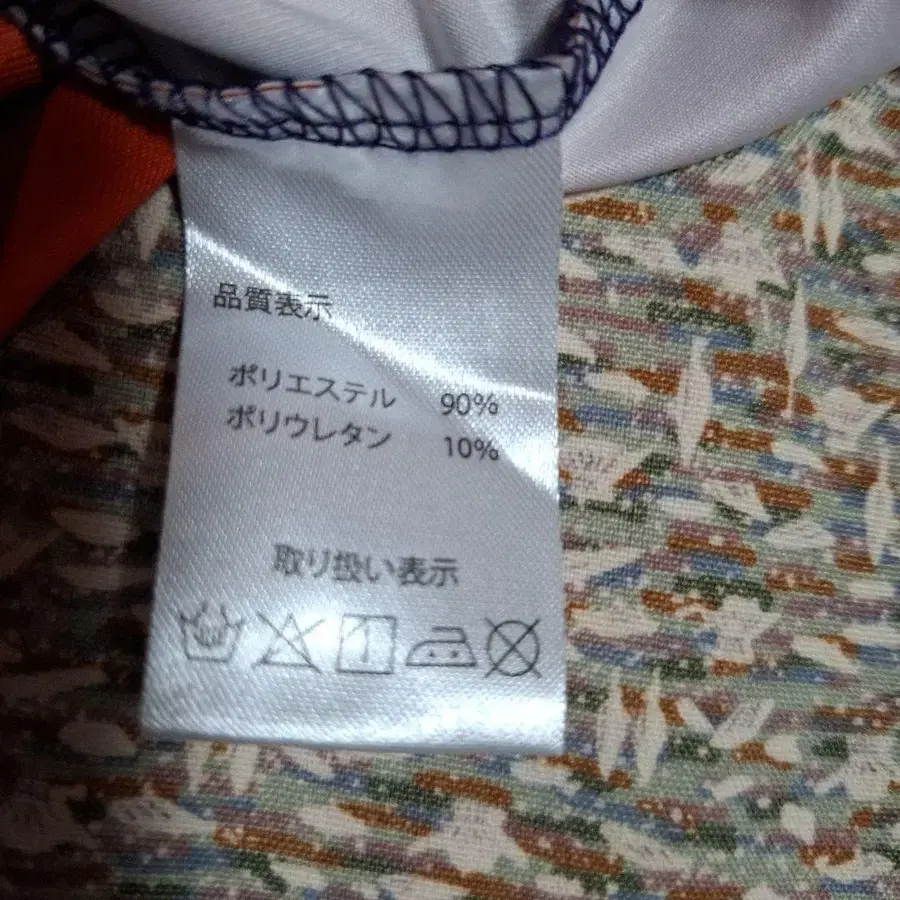 品質表示
ポリエステル 90%
ポリウレタン 10%
取り扱い表示